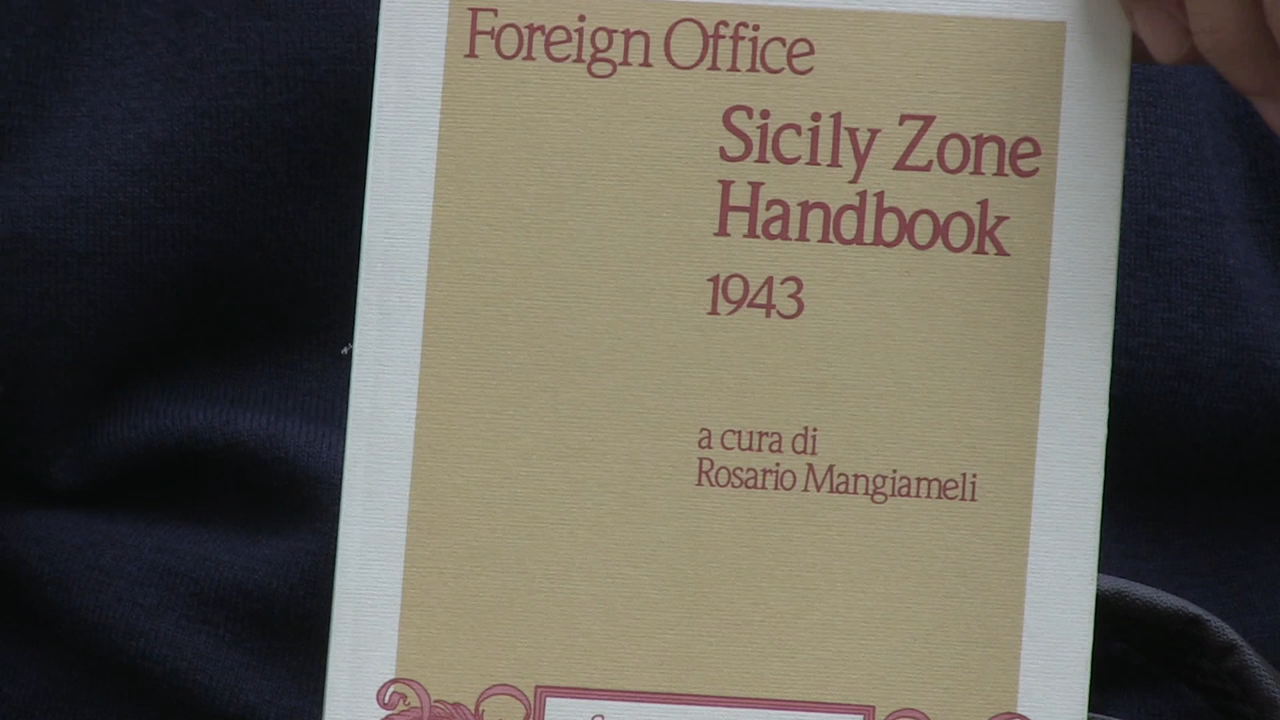 Foreign Office
Sicily Zone
Handbook
1943
a cura di
Rosario Mangiameli